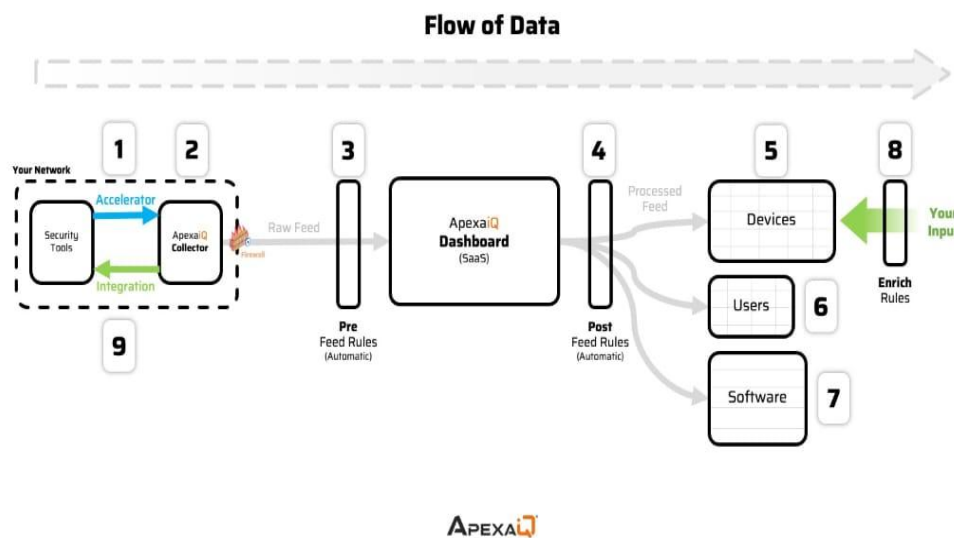 Flow of Data
1
2
3
4
5
8
Your Network
Accelerator
Security
Tools
ApexaiQ
Collector
Integration
Firewall
Raw Feed
ApexaiQ
Dashboard
(SaaS)
Processed
Feed
Devices
Your
Input
Enrich
Rules
Users
6
9
Pre
Feed Rules
(Automatic)
Post
Feed Rules
(Automatic)
Software
7
APEXAIQ